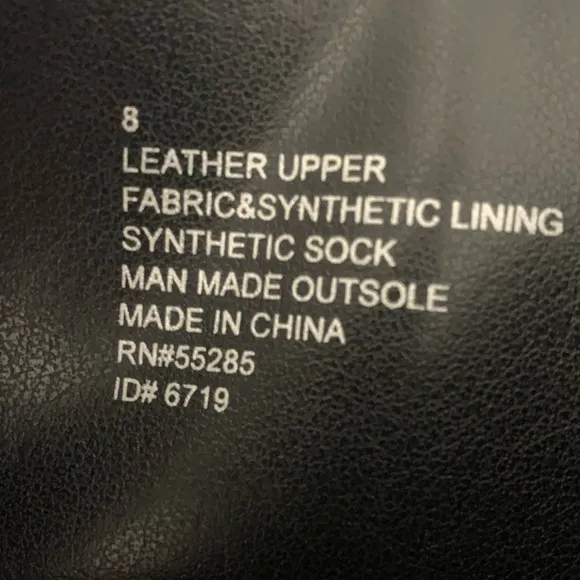 8
LEATHER UPPER
FABRIC&SYNTHETIC LINING
SYNTHETIC SOCK
MAN MADE OUTSOLE
MADE IN CHINA
RN#55285
ID# 6719